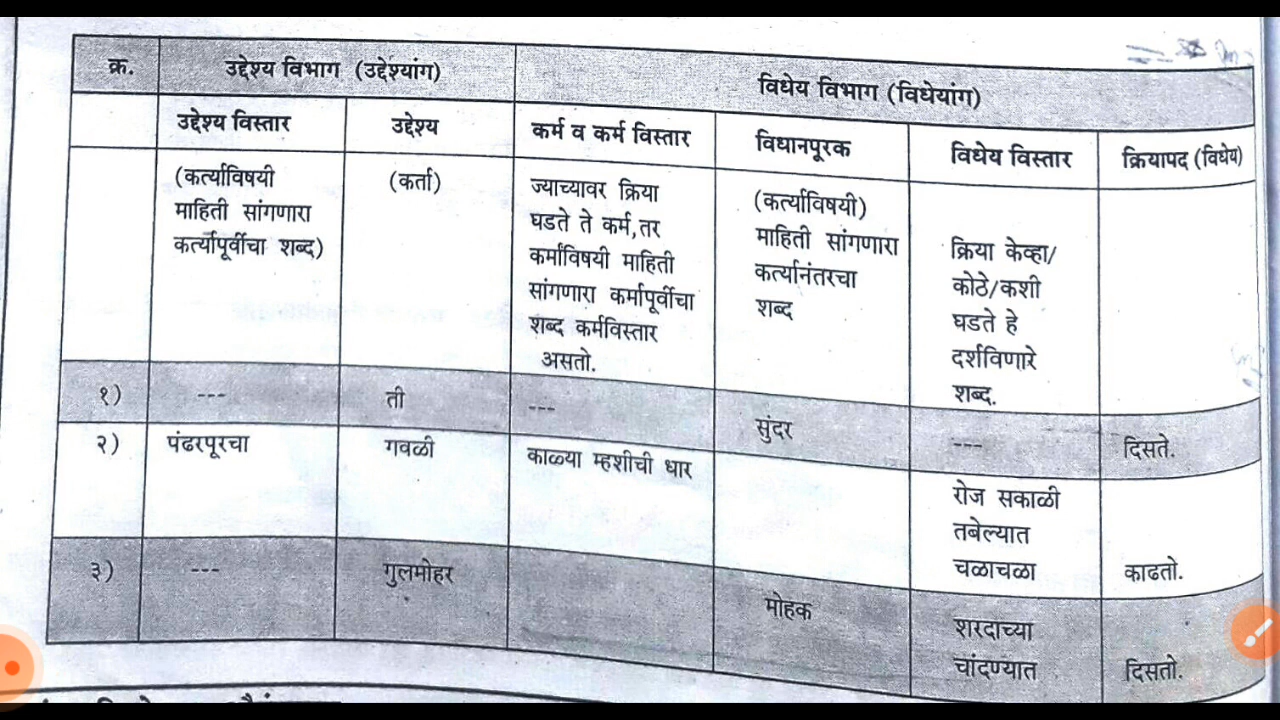 क्र. उद्देश्य विभाग (उद्देश्यांग) विधेय विभाग (विधेयांग)
उद्देश्य विस्तार उद्देश्य कर्म व कर्म विस्तार विधानपूरक विधेय विस्तार क्रियापद (विधेय)
(कर्त्याविषयी
माहिती सांगणारा
कर्त्यापूर्वीचा शब्द)
(कर्ता)
ज्याच्यावर क्रिया
घडते ते कर्म,तर
कर्मांविषयी माहिती
सांगणारा कर्मापूर्वीचा
शब्द कर्मविस्तार
असतो.
(कर्त्याविषयी)
माहिती सांगणारा
कर्त्यानंतरचा
शब्द
क्रिया केव्हा/
कोठे/कशी
घडते हे
दर्शविणारे
शब्द.
१) --- ती --- सुंदर --- दिसते.
२) पंढरपूरचा गवळी काळ्या म्हशीची धार
रोज सकाळी
तबेल्यात
चळाचळा काढतो.
३) --- गुलमोहर मोहक
शरदाच्या
चांदण्यात दिसतो.